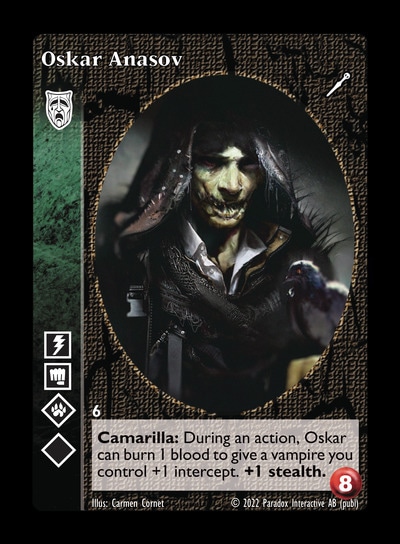 Oskar Anasov
6
Camarilla: During an action, Oskar
can burn 1 blood to give a vampire you
control +1 intercept. +1 stealth.
8
Illus: Carmen Cornet © 2022 Paradox Interactive AB (publ)